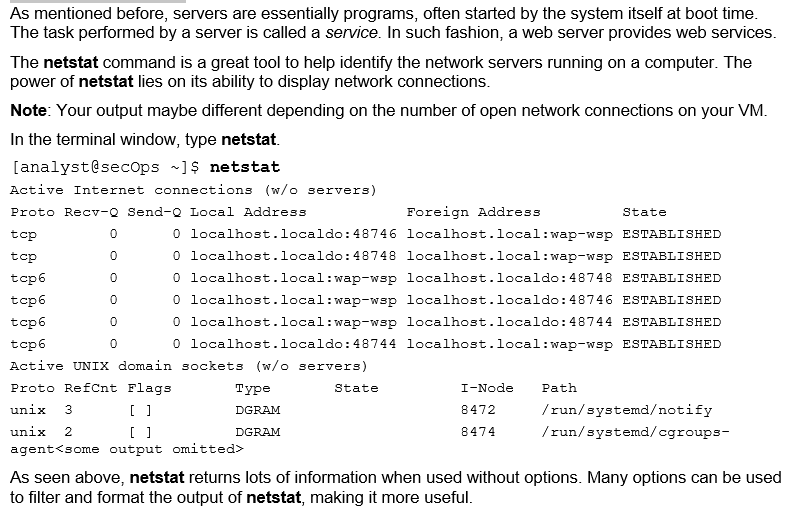 As mentioned before, servers are essentially programs, often started by the system itself at boot time.
The task performed by a server is called a service. In such fashion, a web server provides web services.
The netstat command is a great tool to help identify the network servers running on a computer. The
power of netstat lies on its ability to display network connections.
Note: Your output maybe different depending on the number of open network connections on your VM.
In the terminal window, type netstat.
[analyst@secOps ~]$ netstat
Active Internet connections (w/o servers)
Proto Recv-Q Send-Q Local Address Foreign Address State
tcp 0 0 localhost.localdo:48746 localhost.local:wap-wsp ESTABLISHED
tcp 0 0 localhost.localdo:48748 localhost.local:wap-wsp ESTABLISHED
tcp6 0 0 localhost.local:wap-wsp localhost.localdo:48748 ESTABLISHED
tcp6 0 0 localhost.local:wap-wsp localhost.localdo:48746 ESTABLISHED
tcp6 0 0 localhost.local:wap-wsp localhost.localdo:48744 ESTABLISHED
tcp6 0 0 localhost.localdo:48744 localhost.local:wap-wsp ESTABLISHED
Active UNIX domain sockets (w/o servers)
Proto RefCnt Flags Type State I-Node Path
unix 3 [ ] DGRAM 8472 /run/systemd/notify
unix 2 [ ] DGRAM 8474 /run/systemd/cgroups-
agent<some output omitted>
As seen above, netstat returns lots of information when used without options. Many options can be used
to filter and format the output of netstat, making it more useful.